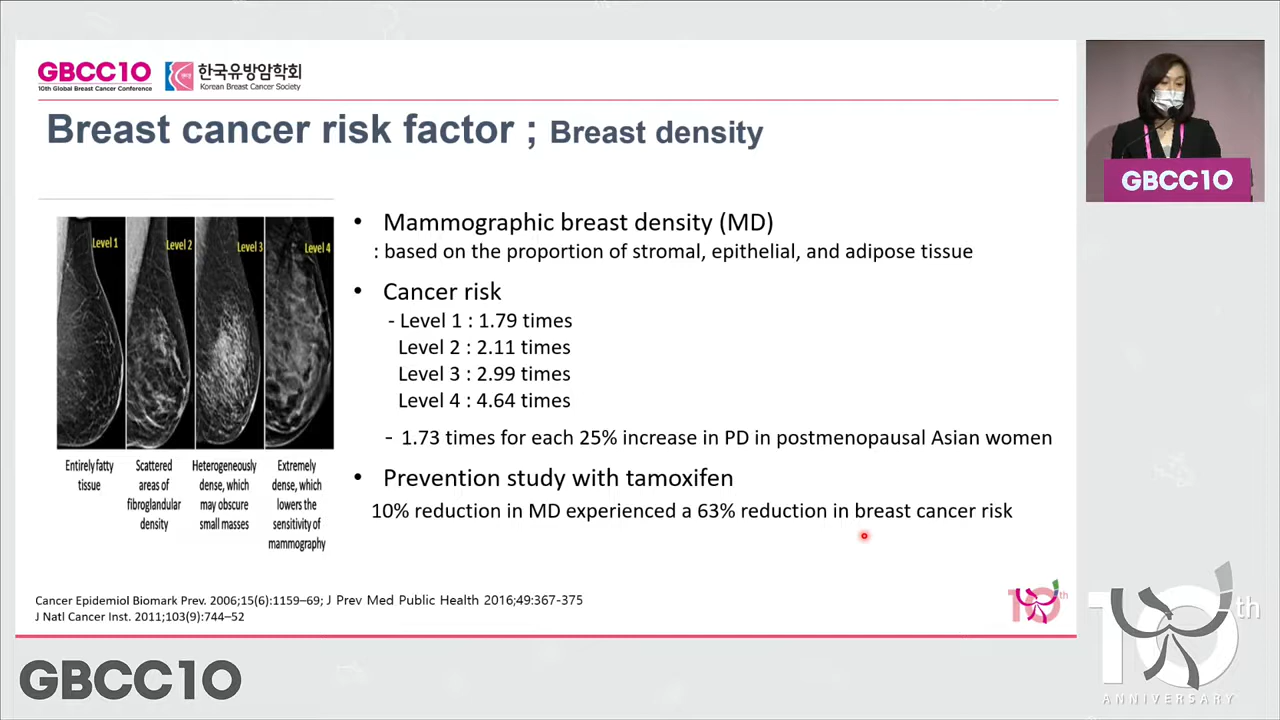 GBCC10
10th Global Breast Cancer Conference
한국유방암학회
Korean Breast Cancer Society
Breast cancer risk factor ; Breast density
Level 1
Level 2
Level 3
Level 4
Entirely fatty
tissue
Scattered
areas of
fibroglandular
density
Heterogeneously
dense, which
may obscure
small masses
Extremely
dense, which
lowers the
sensitivity of
mammography
• Mammographic breast density (MD)
: based on the proportion of stromal, epithelial, and adipose tissue
• Cancer risk
- Level 1 : 1.79 times
Level 2 : 2.11 times
Level 3 : 2.99 times
Level 4 : 4.64 times
- 1.73 times for each 25% increase in PD in postmenopausal Asian women
• Prevention study with tamoxifen
10% reduction in MD experienced a 63% reduction in breast cancer risk
Cancer Epidemiol Biomark Prev. 2006;15(6):1159–69; J Prev Med Public Health 2016;49:367-375
J Natl Cancer Inst. 2011;103(9):744–52
10th
GBCC10
GBCC10
10th
ANNIVERSARY